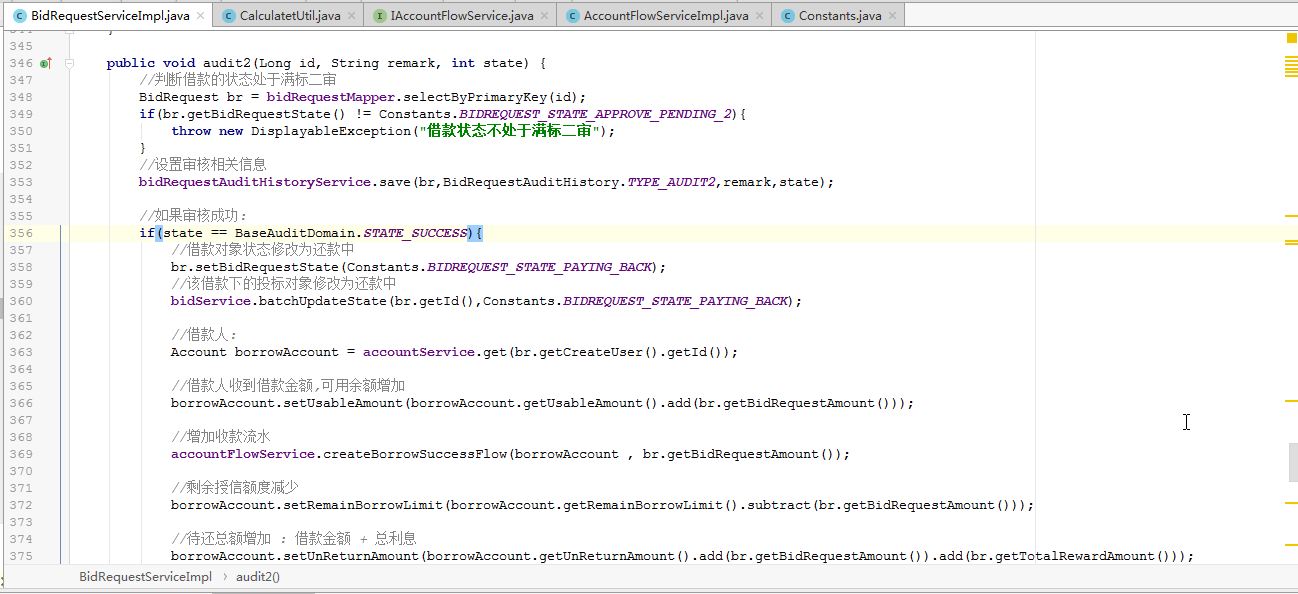 BidRequestServiceImpl.java CalculatetUtil.java IAccountFlowService.java AccountFlowServiceImpl.java Constants.java
345
346 public void audit2(Long id, String remark, int state) {
347 //判断借款的状态处于满标二审
348 BidRequest br = bidRequestMapper.selectByPrimaryKey(id);
349 if(br.getBidRequestState() != Constants.BIDREQUEST_STATE_APPROVE_PENDING_2){
350 throw new DisplayableException("借款状态不处于满标二审");
351 }
352 //设置审核相关信息
353 bidRequestAuditHistoryService.save(br,BidRequestAuditHistory.TYPE_AUDIT2,remark,state);
354
355 //如果审核成功:
356 if(state == BaseAuditDomain.STATE_SUCCESS){
357 //借款对象状态修改为还款中
358 br.setBidRequestState(Constants.BIDREQUEST_STATE_PAYING_BACK);
359 //该借款下的投标对象修改为还款中
360 bidService.batchUpdateState(br.getId(),Constants.BIDREQUEST_STATE_PAYING_BACK);
361
362 //借款人:
363 Account borrowAccount = accountService.get(br.getCreateUser().getId());
364
365 //借款人收到借款金额,可用余额增加
366 borrowAccount.setUsableAmount(borrowAccount.getUsableAmount().add(br.getBidRequestAmount()));
367
368 //增加收款流水
369 accountFlowService.createBorrowSuccessFlow(borrowAccount , br.getBidRequestAmount());
370
371 //剩余授信额度减少
372 borrowAccount.setRemainBorrowLimit(borrowAccount.getRemainBorrowLimit().subtract(br.getBidRequestAmount()));
373
374 //待还总额增加 : 借款金额 + 总利息
375 borrowAccount.setUnReturnAmount(borrowAccount.getUnReturnAmount().add(br.getBidRequestAmount()).add(br.getTotalRewardAmount()));
BidRequestServiceImpl › audit2()